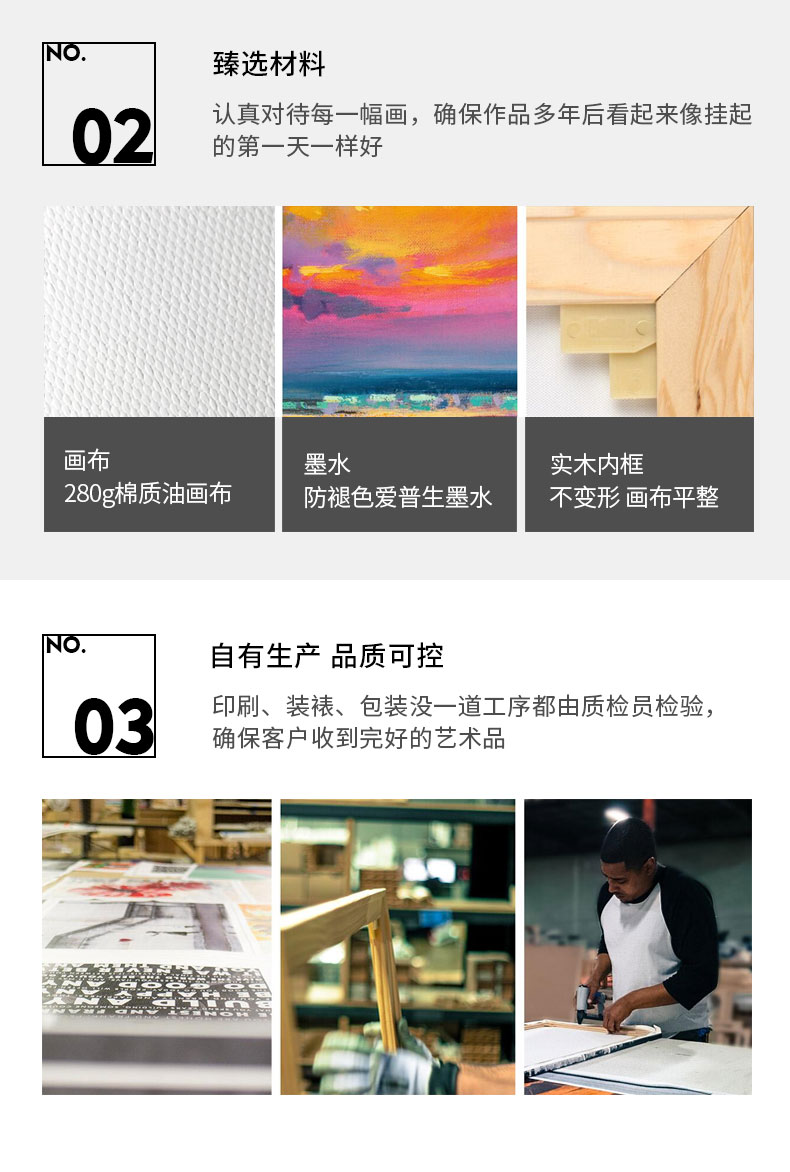 NO.
02
臻选材料
认真对待每一幅画，确保作品多年后看起来像挂起
的第一天一样好
画布
280g棉质油画布
墨水
防褪色爱普生墨水
实木内框
不变形 画布平整
NO.
03
自有生产 品质可控
印刷、装裱、包装没一道工序都由质检员检验，
确保客户收到完好的艺术品